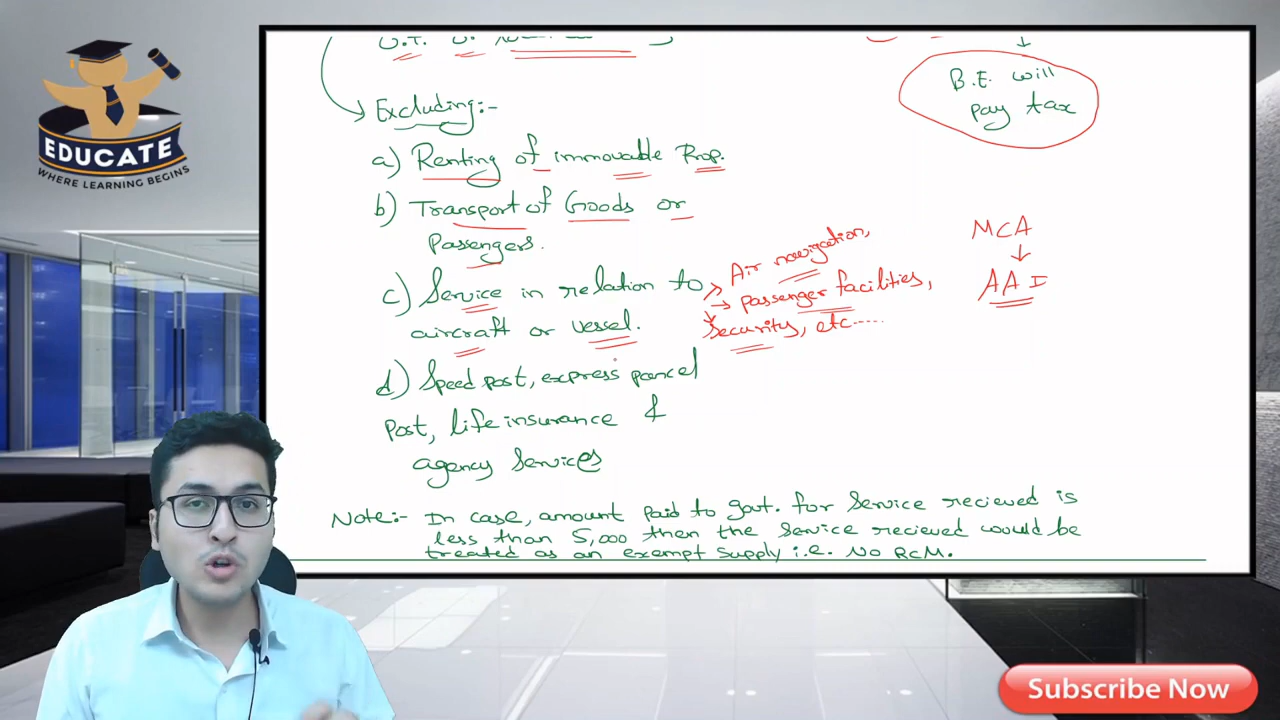 EDUCATE
WHERE LEARNING BEGINS
U.T.
B.E. will
pay tax
Excluding:-
a) Renting of immovable Prop.
b) Transport of Goods or
Passengers.
c) Service in relation to
aircraft or vessel.
Air navigation,
passenger facilities,
Security, etc.....
MCA
AAI
d) Speed post, express parcel
Post, life insurance &
agency Services
Note:- In case, amount paid to govt. for Service recieved is
less than 5,000 then the Service recieved would be
treated as an exempt supply i.e. No RCM.
Subscribe Now